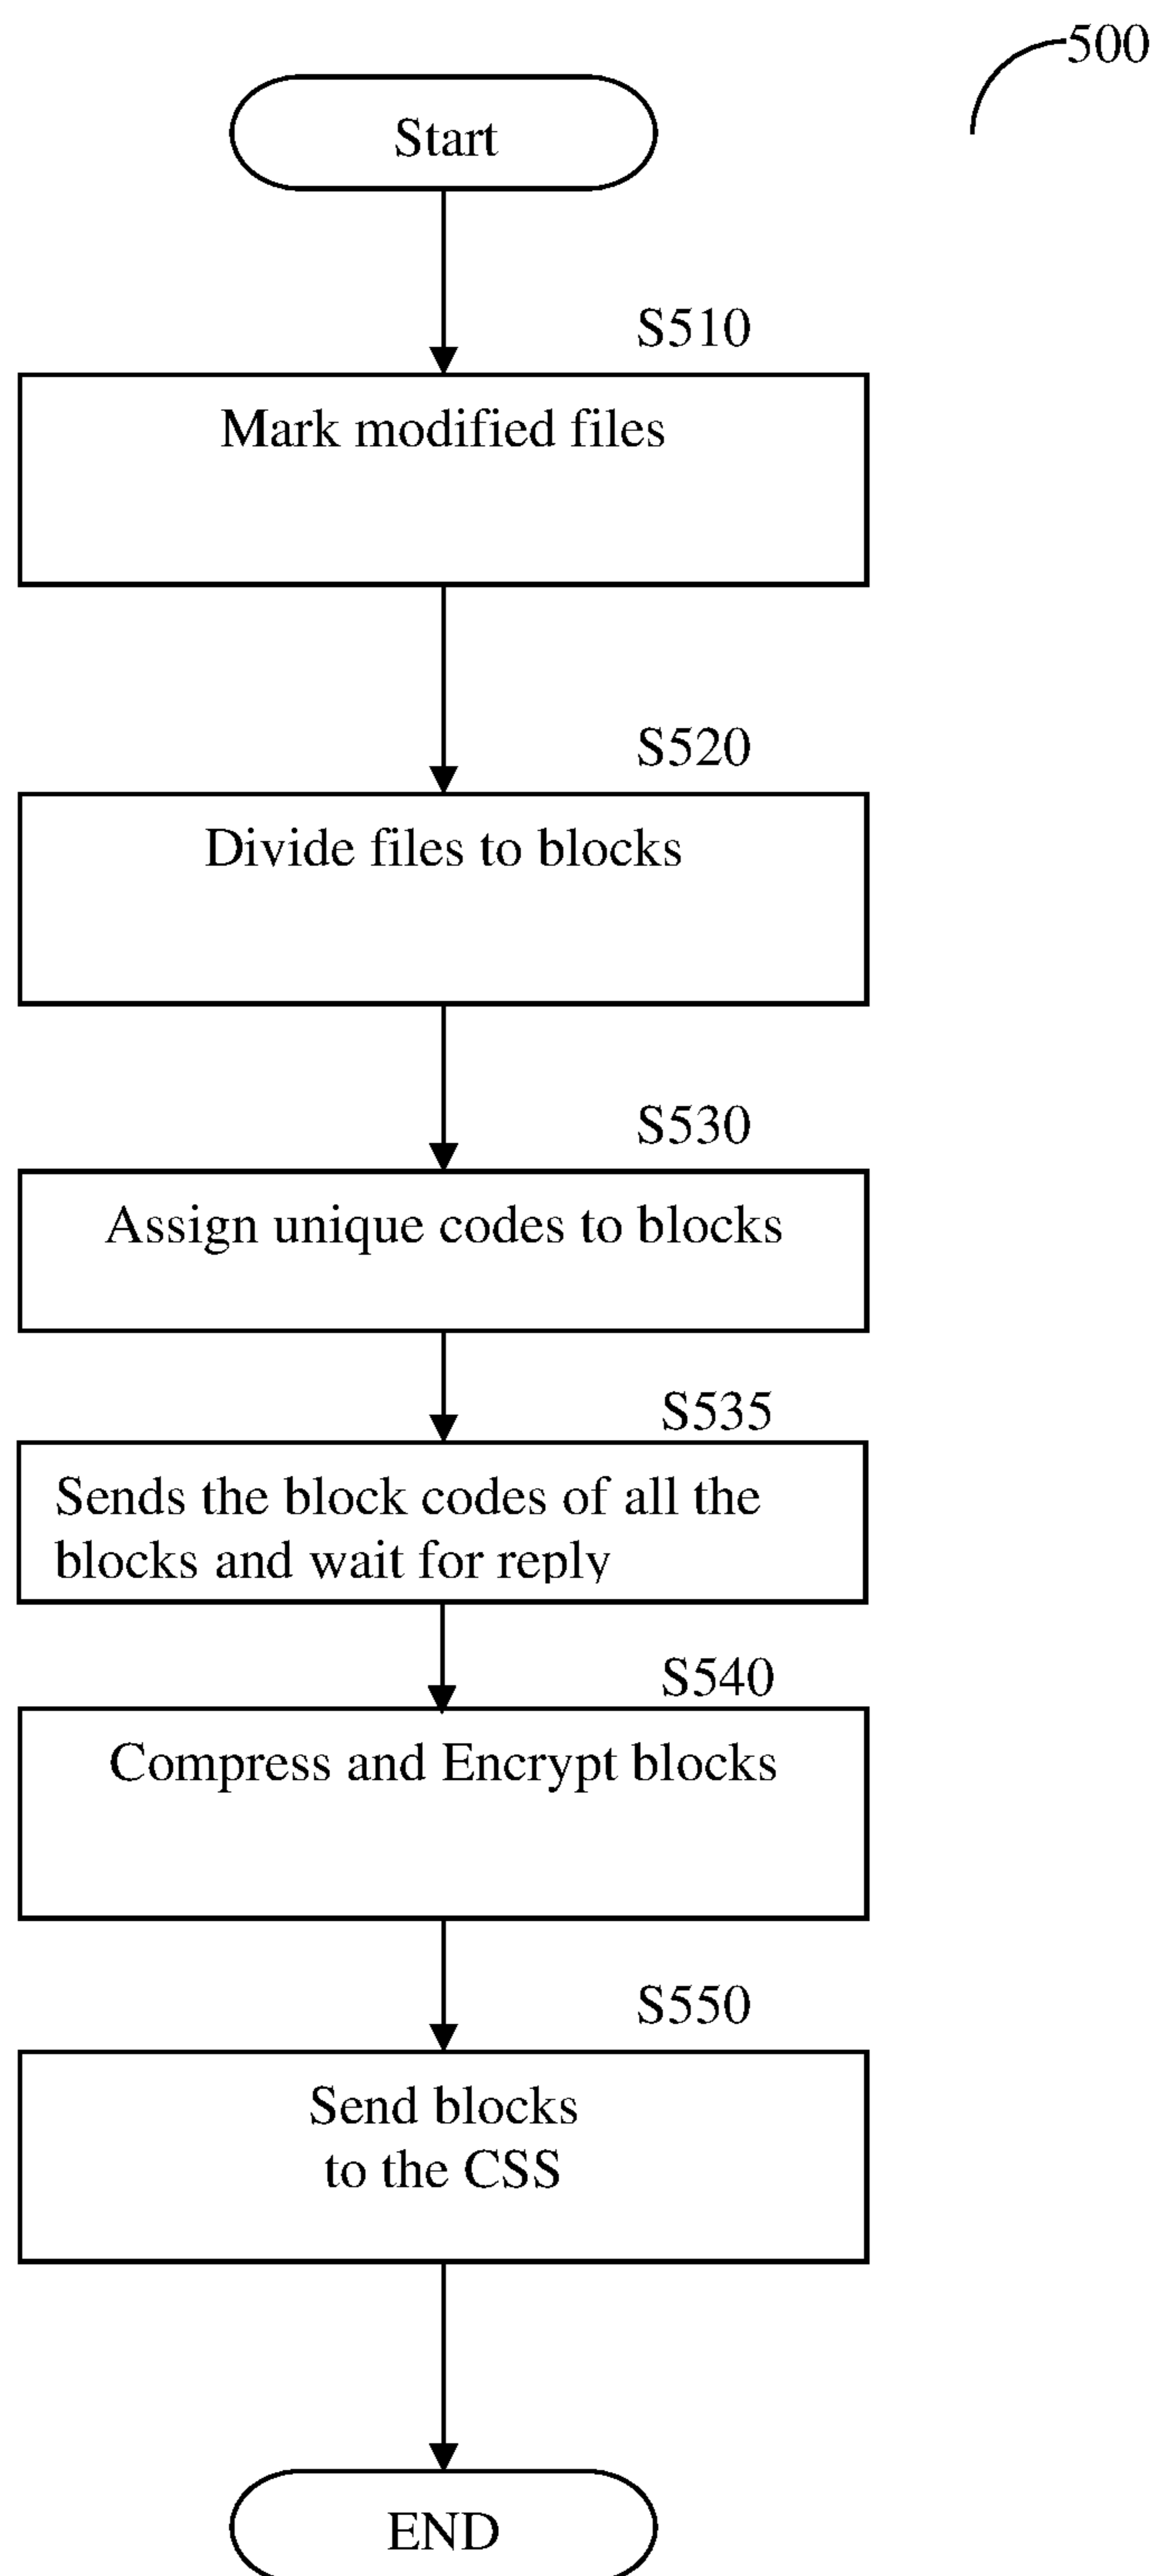 500
Start
S510
Mark modified files
S520
Divide files to blocks
S530
Assign unique codes to blocks
S535
Sends the block codes of all the
blocks and wait for reply
S540
Compress and Encrypt blocks
S550
Send blocks
to the CSS
END